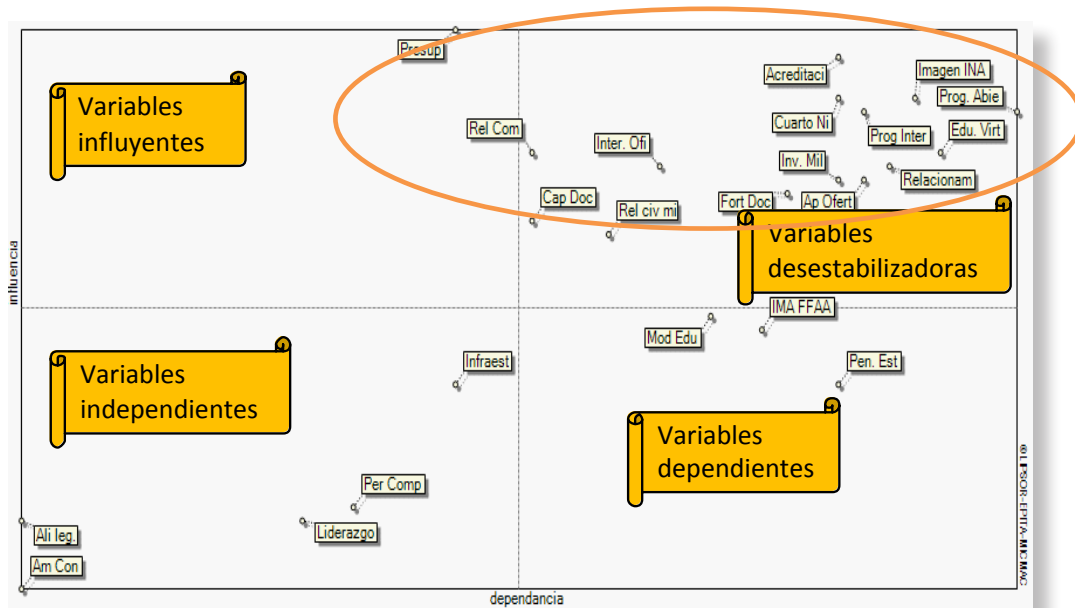 Presup
Acreditaci
Imagen INA
Prog. Abie
Variables
influyentes
Rel Com
Inter. Ofi
Cuarto Ni
Prog Inter
Edu. Virt
Inv. Mil
Relacionam
Cap Doc
Rel civ mi
Fort Doc
Ap Ofert
Variables
desestabilizadoras
influencia
IMA FFAA
Mod Edu
Variables
independientes
Infraest
Pen. Est
Variables
dependientes
Per Comp
Liderazgo
Ali leg.
Am Con
dependancia
© LIPSOR-EPITA-MICMAC